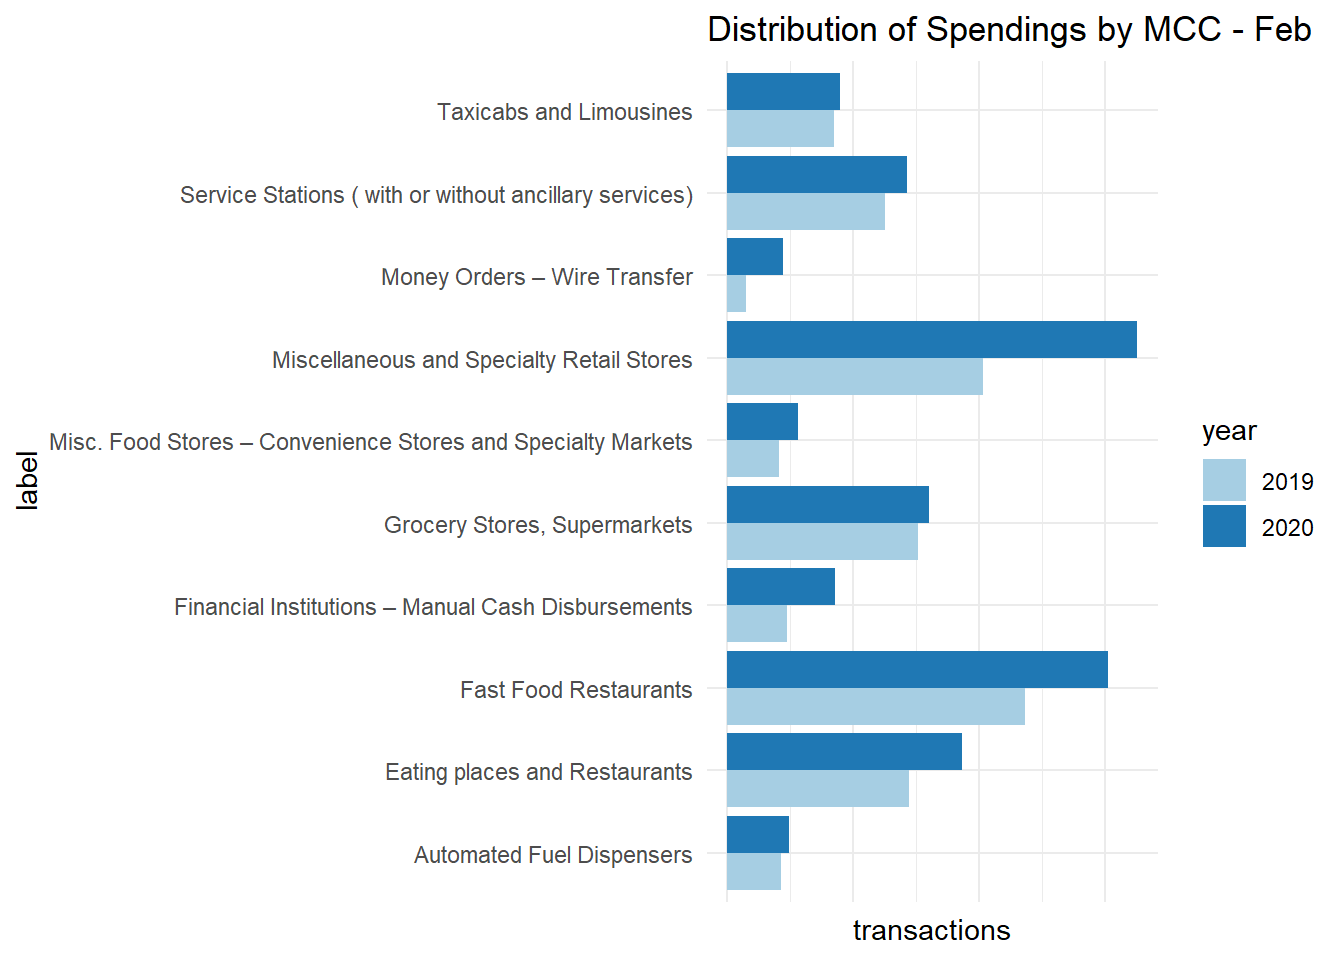 Distribution of Spendings by MCC - Feb
Taxicabs and Limousines
Service Stations ( with or without ancillary services)
Money Orders – Wire Transfer
Miscellaneous and Specialty Retail Stores
Misc. Food Stores – Convenience Stores and Specialty Markets
Grocery Stores, Supermarkets
Financial Institutions – Manual Cash Disbursements
Fast Food Restaurants
Eating places and Restaurants
Automated Fuel Dispensers
label
transactions
year
2019
2020